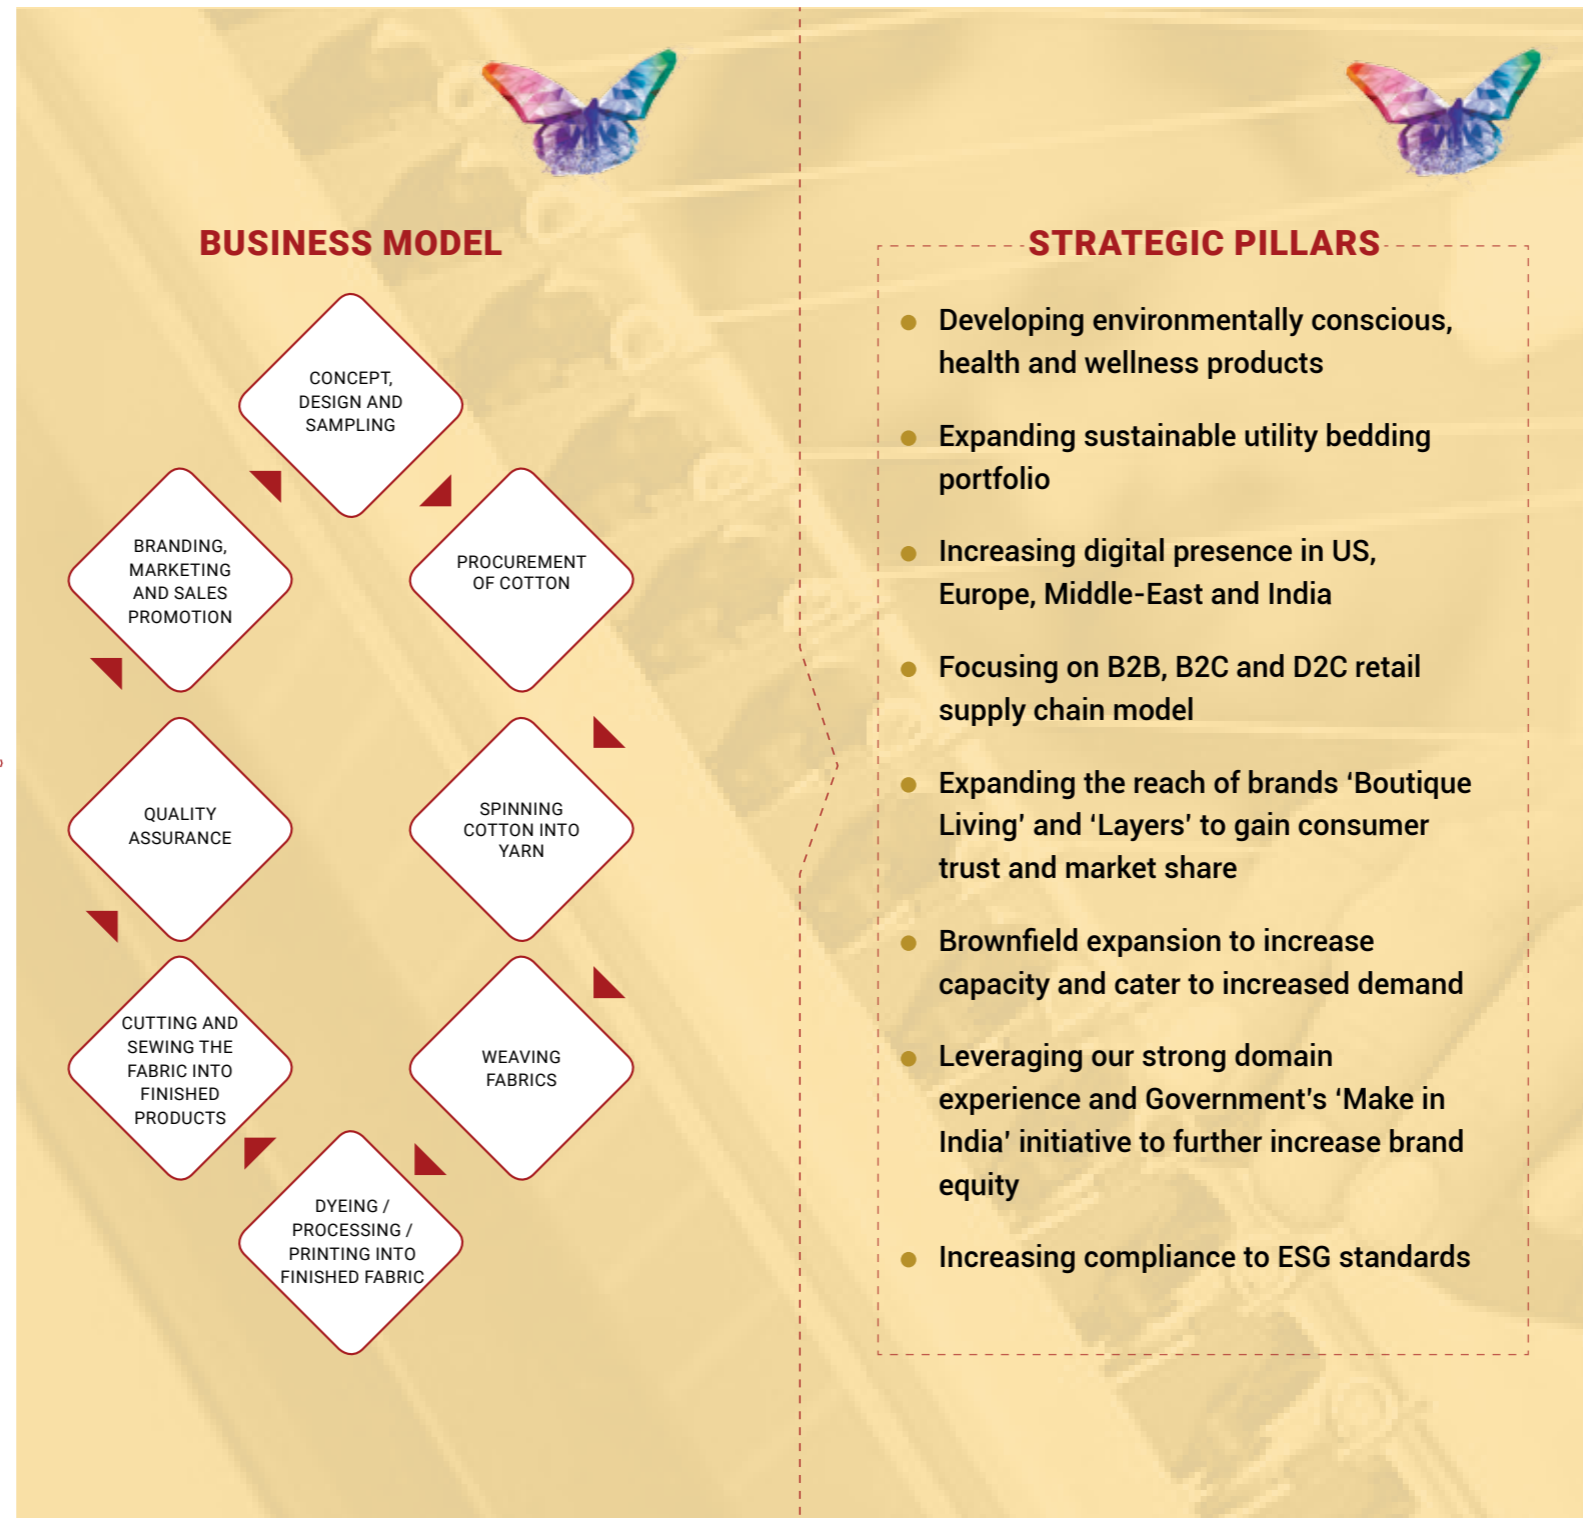 BUSINESS MODEL
CONCEPT,
DESIGN AND
SAMPLING
PROCUREMENT
OF COTTON
SPINNING
COTTON INTO
YARN
WEAVING
FABRICS
DYEING /
PROCESSING /
PRINTING INTO
FINISHED FABRIC
CUTTING AND
SEWING THE
FABRIC INTO
FINISHED
PRODUCTS
QUALITY
ASSURANCE
BRANDING,
MARKETING
AND SALES
PROMOTION
STRATEGIC PILLARS
Developing environmentally conscious,
health and wellness products
Expanding sustainable utility bedding
portfolio
Increasing digital presence in US,
Europe, Middle-East and India
Focusing on B2B, B2C and D2C retail
supply chain model
Expanding the reach of brands ‘Boutique
Living’ and ‘Layers’ to gain consumer
trust and market share
Brownfield expansion to increase
capacity and cater to increased demand
Leveraging our strong domain
experience and Government's ‘Make in
India’ initiative to further increase brand
equity
Increasing compliance to ESG standards